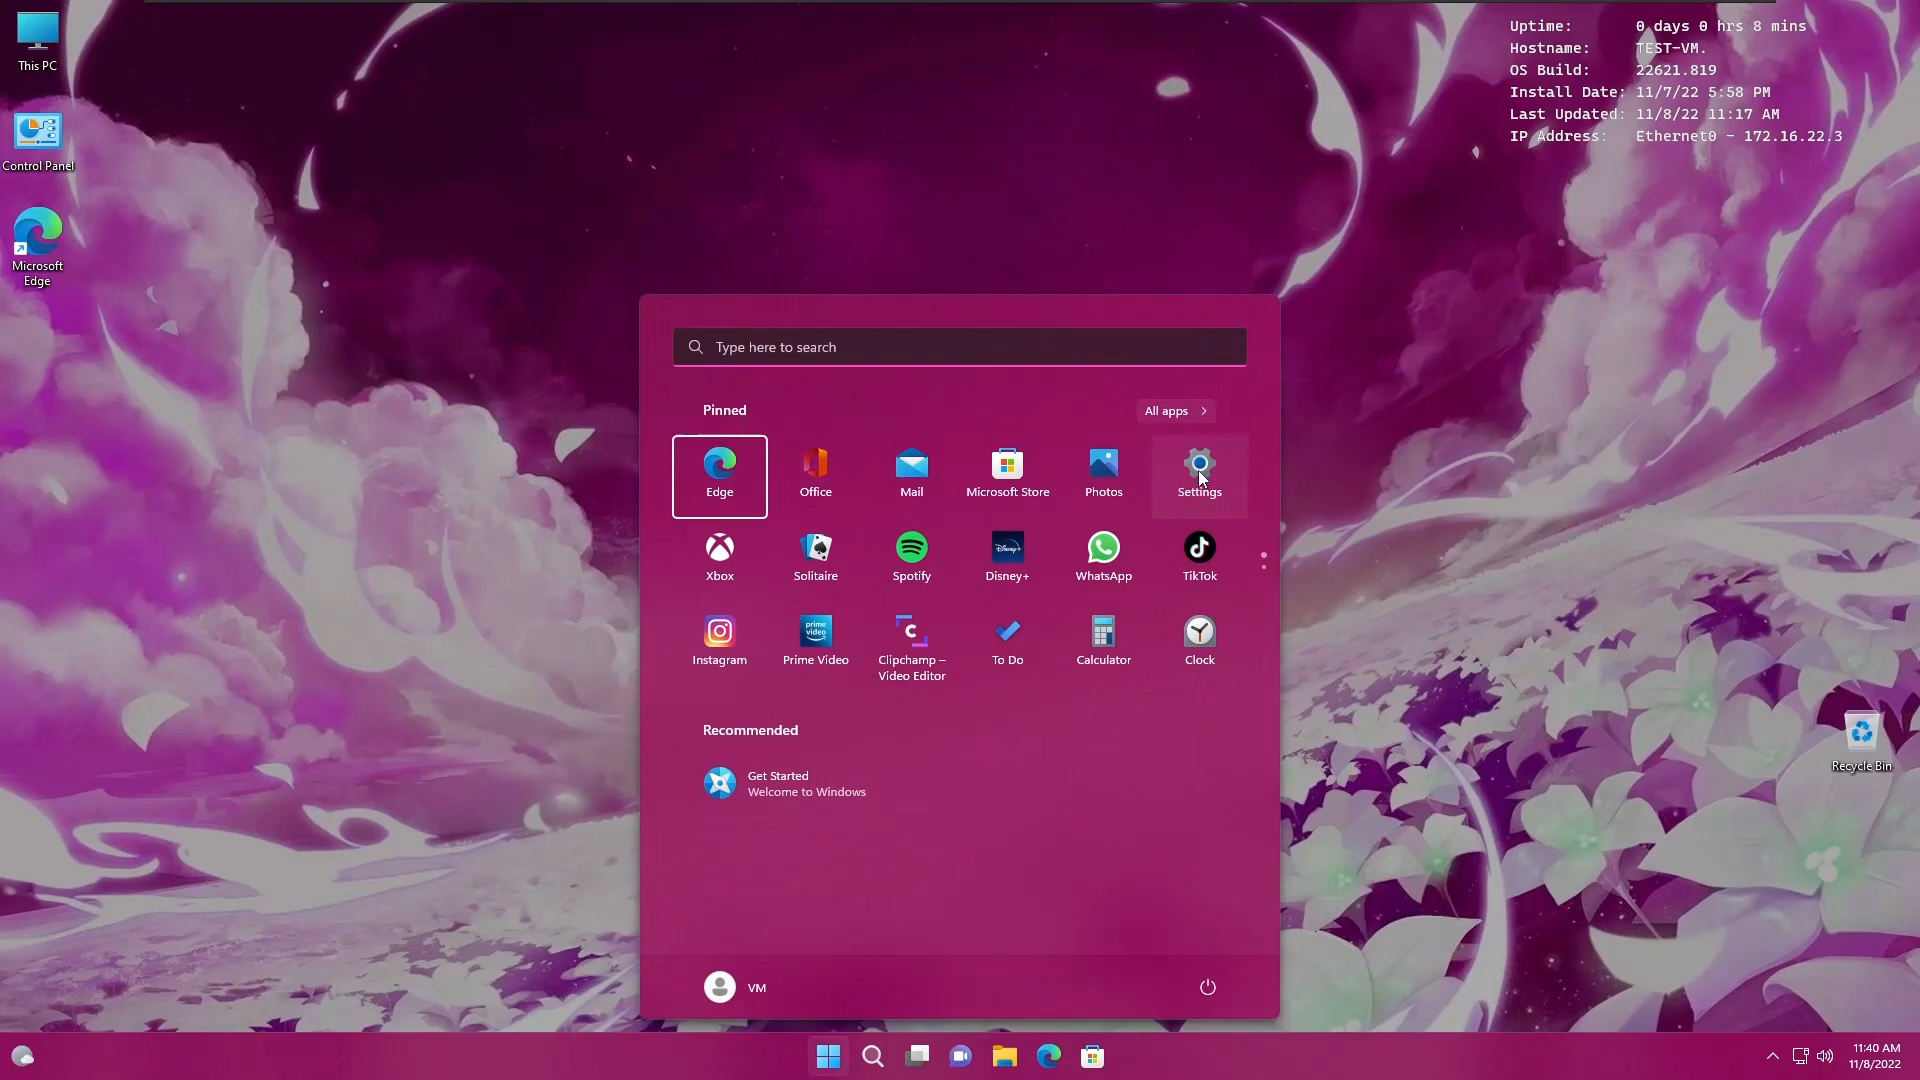 This PC
Control Panel
Microsoft
Edge
Uptime: 0 days 0 hrs 8 mins
Hostname: TEST-VM.
OS Build: 22621.819
Install Date: 11/7/22 5:58 PM
Last Updated: 11/8/22 11:17 AM
IP Address: Ethernet0 - 172.16.22.3
Type here to search
Pinned
All apps
Edge
Office
Mail
Microsoft Store
Photos
Settings
Xbox
Solitaire
Spotify
Disney+
Disney+
WhatsApp
TikTok
Instagram
prime
video
Prime Video
Clipchamp –
Video Editor
To Do
Calculator
Clock
Recommended
Get Started
Welcome to Windows
VM
Recycle Bin
11:40 AM
11/8/2022